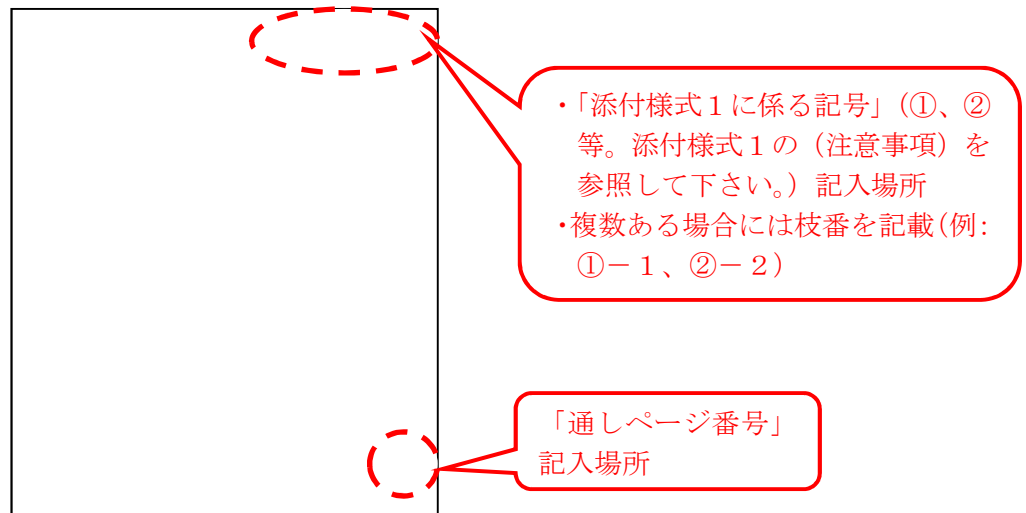 ・「添付様式１に係る記号」(①、②
等。添付様式１の（注意事項）を
参照して下さい。）記入場所
・複数ある場合には枝番を記載(例:
①－１、②－２)
「通しページ番号」
記入場所